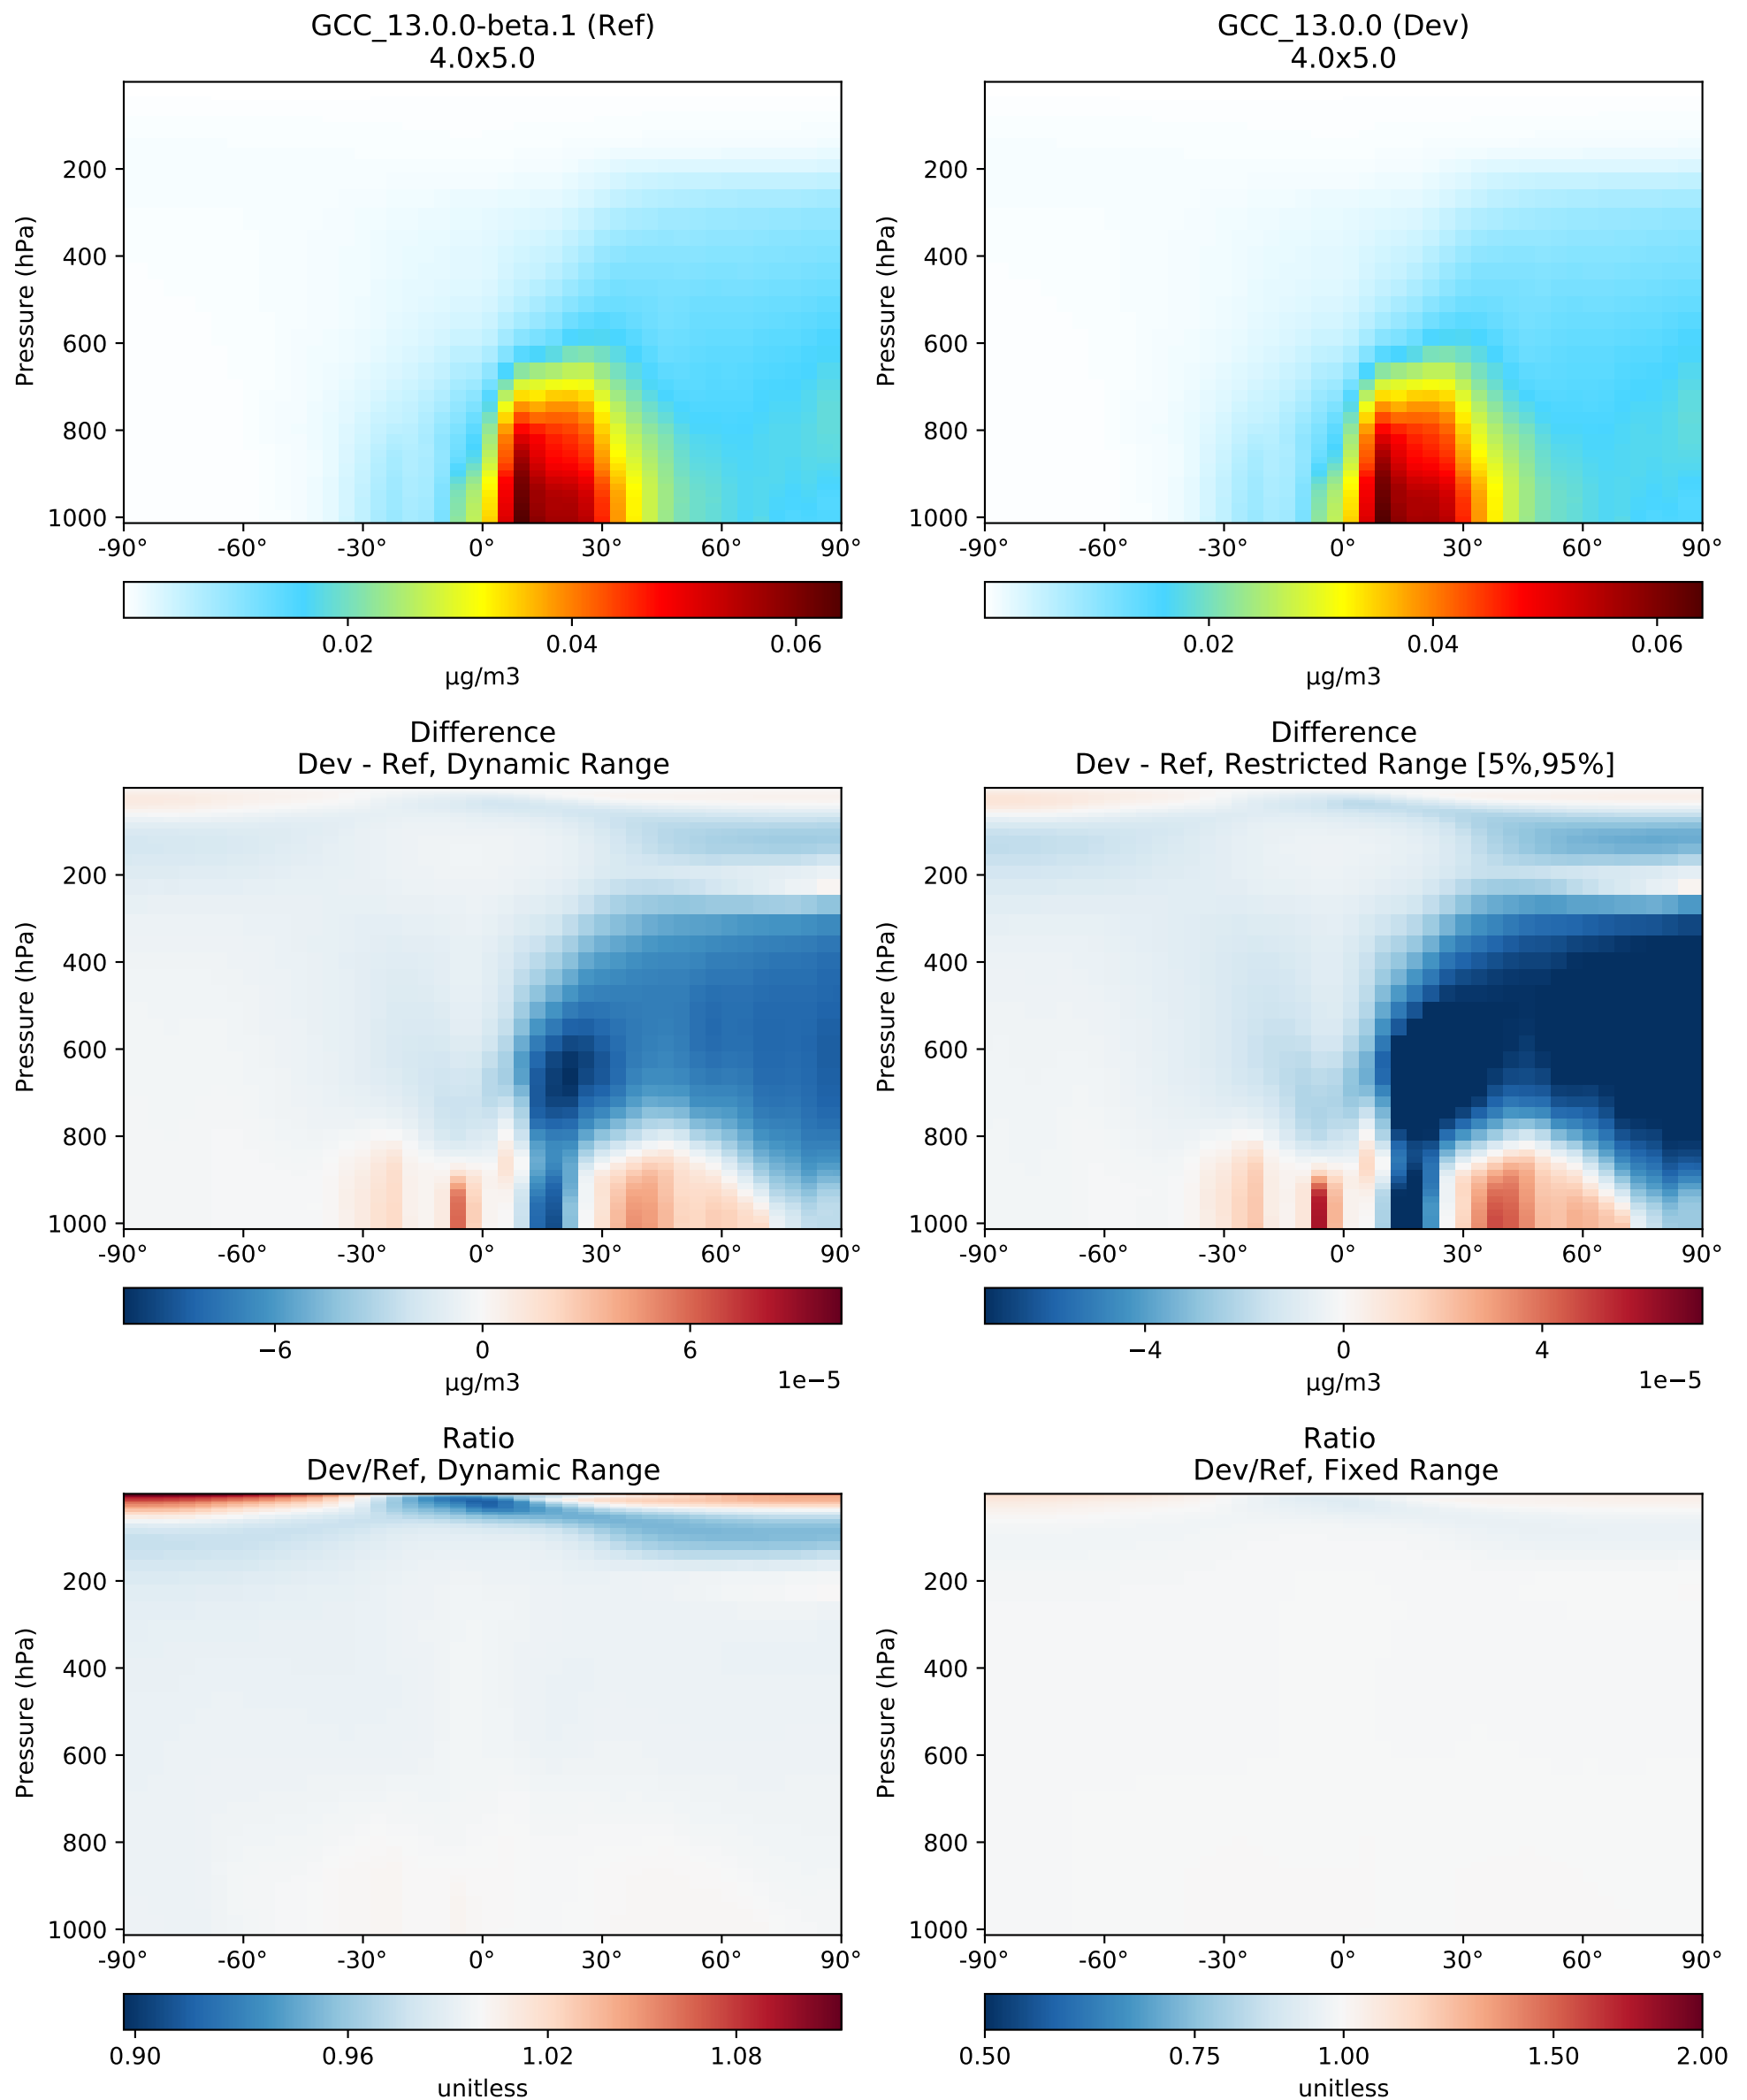 GCC_13.0.0-beta.1 (Ref)
4.0x5.0
GCC_13.0.0 (Dev)
4.0x5.0
Pressure (hPa)
200
400
600
800
1000
-90° -60° -30° 0° 30° 60° 90°
0.02 0.04 0.06
μg/m3
Pressure (hPa)
200
400
600
800
1000
-90° -60° -30° 0° 30° 60° 90°
0.02 0.04 0.06
μg/m3
Difference
Dev - Ref, Dynamic Range
Difference
Dev - Ref, Restricted Range [5%,95%]
Pressure (hPa)
200
400
600
800
1000
-90° -60° -30° 0° 30° 60° 90°
−6 0 6
μg/m3
1e−5
Pressure (hPa)
200
400
600
800
1000
-90° -60° -30° 0° 30° 60° 90°
−4 0 4
μg/m3
1e−5
Ratio
Dev/Ref, Dynamic Range
Ratio
Dev/Ref, Fixed Range
Pressure (hPa)
200
400
600
800
1000
-90° -60° -30° 0° 30° 60° 90°
0.90 0.96 1.02 1.08
unitless
Pressure (hPa)
200
400
600
800
1000
-90° -60° -30° 0° 30° 60° 90°
0.50 0.75 1.00 1.50 2.00
unitless